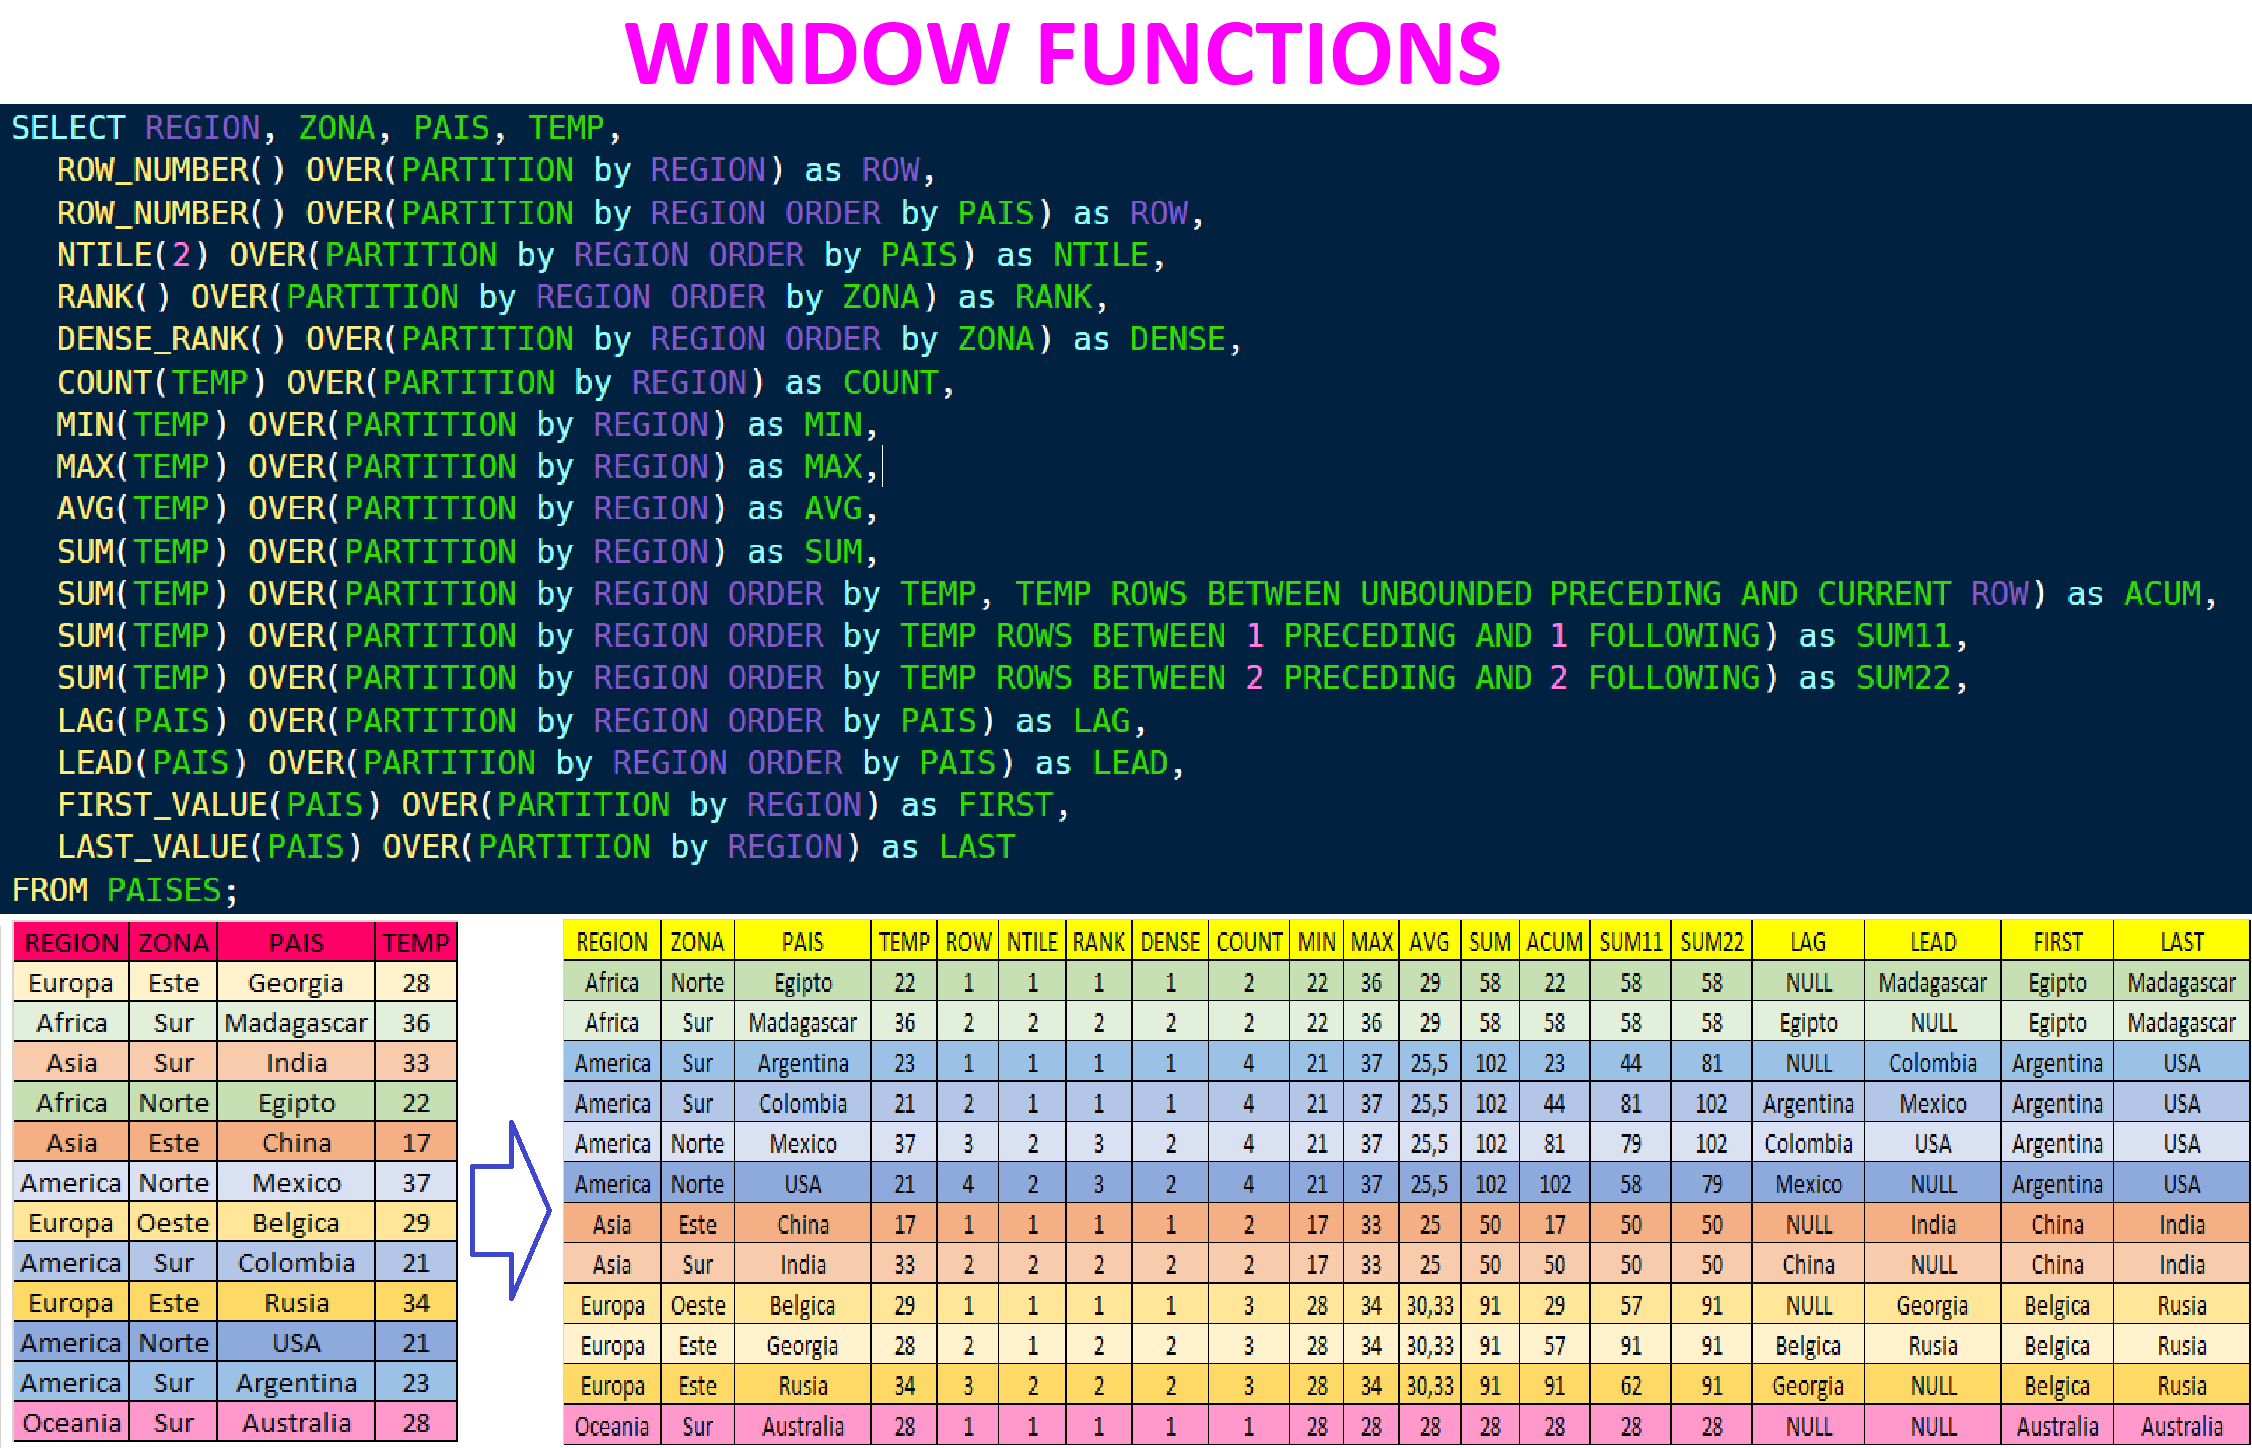 WINDOW FUNCTIONS
SELECT REGION, ZONA, PAIS, TEMP,
ROW_NUMBER() OVER(PARTITION by REGION) as ROW,
ROW_NUMBER() OVER(PARTITION by REGION ORDER by PAIS) as ROW,
NTILE(2) OVER(PARTITION by REGION ORDER by PAIS) as NTILE,
RANK() OVER(PARTITION by REGION ORDER by ZONA) as RANK,
DENSE_RANK() OVER(PARTITION by REGION ORDER by ZONA) as DENSE,
COUNT(TEMP) OVER(PARTITION by REGION) as COUNT,
MIN(TEMP) OVER(PARTITION by REGION) as MIN,
MAX(TEMP) OVER(PARTITION by REGION) as MAX,
AVG(TEMP) OVER(PARTITION by REGION) as AVG,
SUM(TEMP) OVER(PARTITION by REGION) as SUM,
SUM(TEMP) OVER(PARTITION by REGION ORDER by TEMP, TEMP ROWS BETWEEN UNBOUNDED PRECEDING AND CURRENT ROW) as ACUM,
SUM(TEMP) OVER(PARTITION by REGION ORDER by TEMP ROWS BETWEEN 1 PRECEDING AND 1 FOLLOWING) as SUM11,
SUM(TEMP) OVER(PARTITION by REGION ORDER by TEMP ROWS BETWEEN 2 PRECEDING AND 2 FOLLOWING) as SUM22,
LAG(PAIS) OVER(PARTITION by REGION ORDER by PAIS) as LAG,
LEAD(PAIS) OVER(PARTITION by REGION ORDER by PAIS) as LEAD,
FIRST_VALUE(PAIS) OVER(PARTITION by REGION) as FIRST,
LAST_VALUE(PAIS) OVER(PARTITION by REGION) as LAST
FROM PAISES;
REGION ZONA PAIS TEMP
Europa Este Georgia 28
Africa Sur Madagascar 36
Asia Sur India 33
Africa Norte Egipto 22
Asia Este China 17
America Norte Mexico 37
Europa Oeste Belgica 29
America Sur Colombia 21
Europa Este Rusia 34
America Norte USA 21
America Sur Argentina 23
Oceania Sur Australia 28
REGION ZONA PAIS TEMP ROW NTILE RANK DENSE COUNT MIN MAX AVG SUM ACUM SUM11 SUM22 LAG LEAD FIRST LAST
Africa Norte Egipto 22 1 1 1 1 2 22 36 29 58 22 58 58 NULL Madagascar Egipto Madagascar
Africa Sur Madagascar 36 2 2 2 2 2 22 36 29 58 58 58 58 Egipto NULL Egipto Madagascar
America Sur Argentina 23 1 1 1 1 4 21 37 25,5 102 23 44 81 NULL Colombia Argentina USA
America Sur Colombia 21 2 1 1 1 4 21 37 25,5 102 44 81 102 Argentina Mexico Argentina USA
America Norte Mexico 37 3 2 3 2 4 21 37 25,5 102 81 79 102 Colombia USA Argentina USA
America Norte USA 21 4 2 3 2 4 21 37 25,5 102 102 58 79 Mexico NULL Argentina USA
Asia Este China 17 1 1 1 1 2 17 33 25 50 17 50 50 NULL India China India
Asia Sur India 33 2 2 2 2 2 17 33 25 50 50 50 50 China NULL China India
Europa Oeste Belgica 29 1 1 1 1 3 28 34 30,33 91 29 57 91 NULL Georgia Belgica Rusia
Europa Este Georgia 28 2 1 2 2 3 28 34 30,33 91 57 91 91 Belgica Rusia Belgica Rusia
Europa Este Rusia 34 3 2 2 2 3 28 34 30,33 91 91 62 91 Georgia NULL Belgica Rusia
Oceania Sur Australia 28 1 1 1 1 1 28 28 28 28 28 28 28 NULL NULL Australia Australia